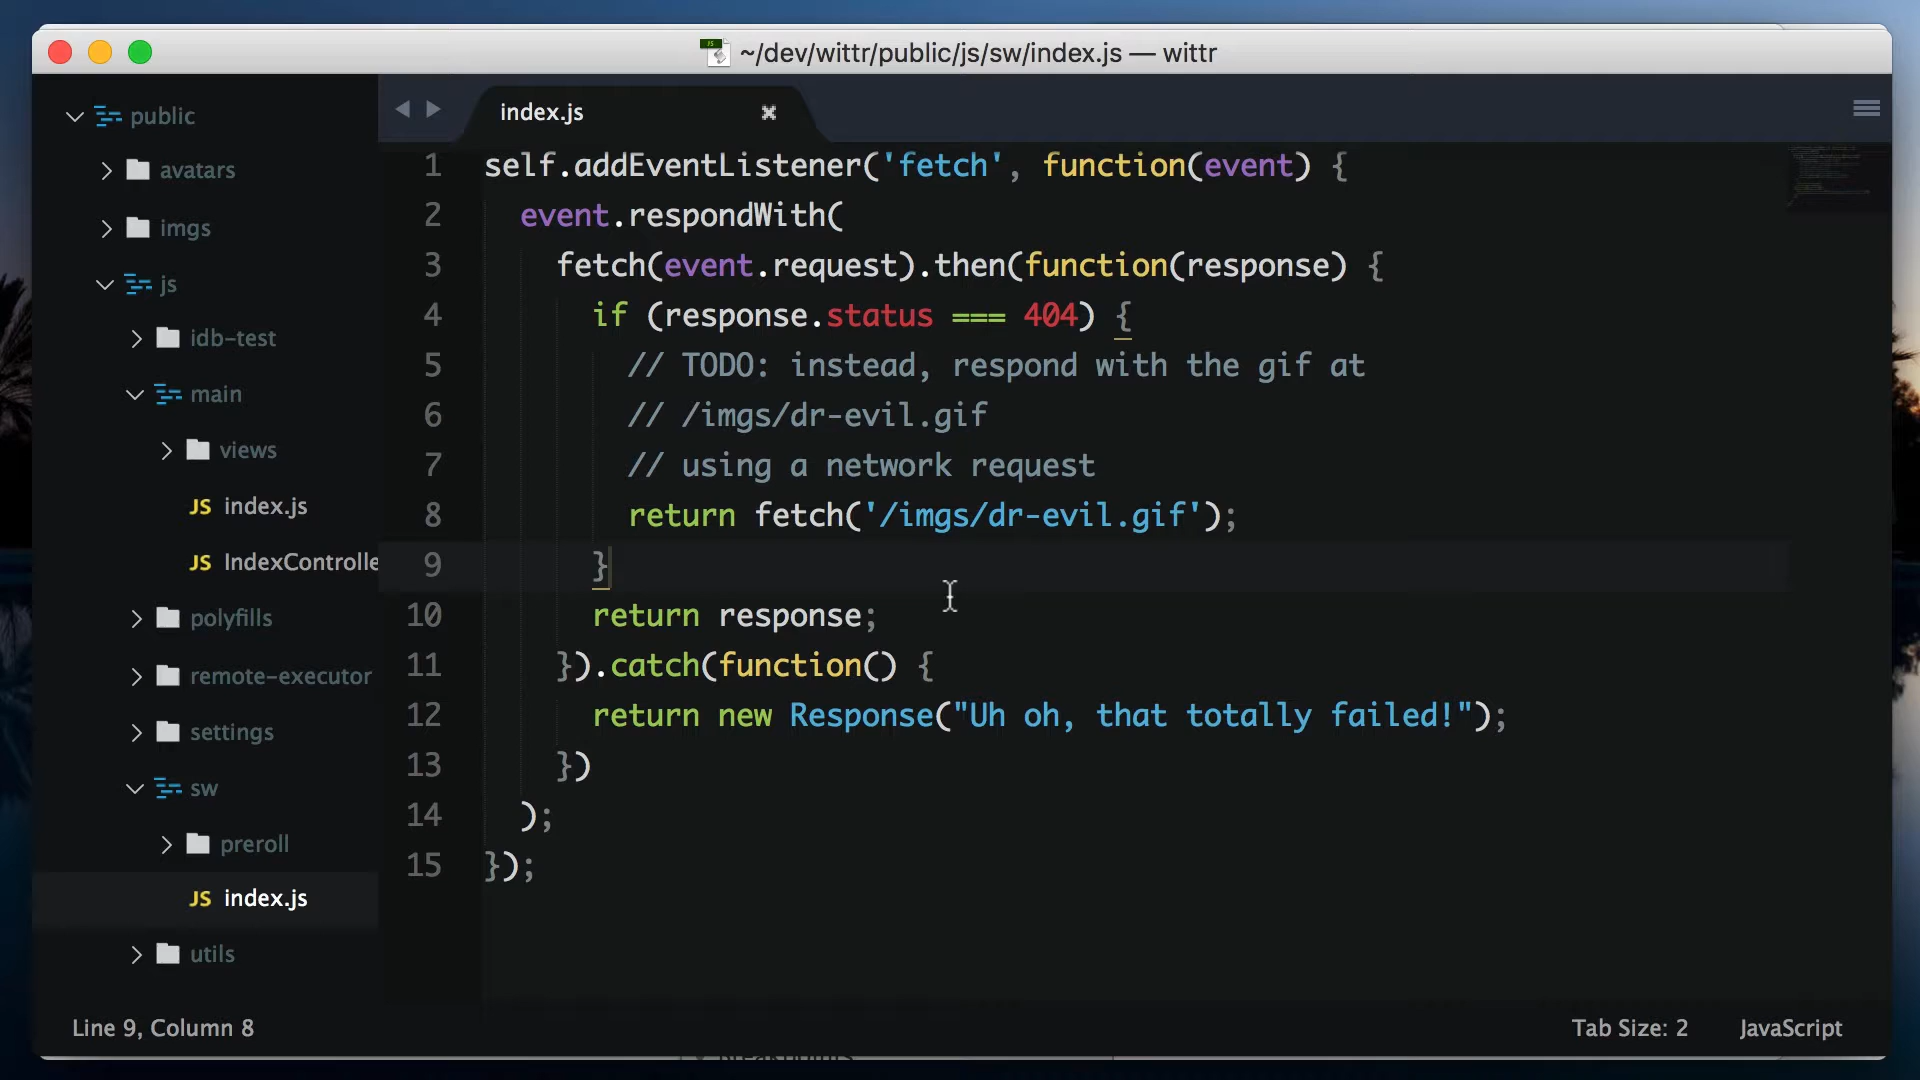 ~/dev/wittr/public/js/sw/index.js — wittr
public
avatars
imgs
js
idb-test
main
views
JS index.js
JS IndexControlle
polyfills
remote-executor
settings
sw
preroll
JS index.js
utils
index.js
1 self.addEventListener('fetch', function(event) {
2 event.respondWith(
3 fetch(event.request).then(function(response) {
4 if (response.status === 404) {
5 // TODO: instead, respond with the gif at
6 // /imgs/dr-evil.gif
7 // using a network request
8 return fetch('/imgs/dr-evil.gif');
9 }
10 return response;
11 }).catch(function() {
12 return new Response("Uh oh, that totally failed!");
13 })
14 );
15 });
Line 9, Column 8
Tab Size: 2
JavaScript